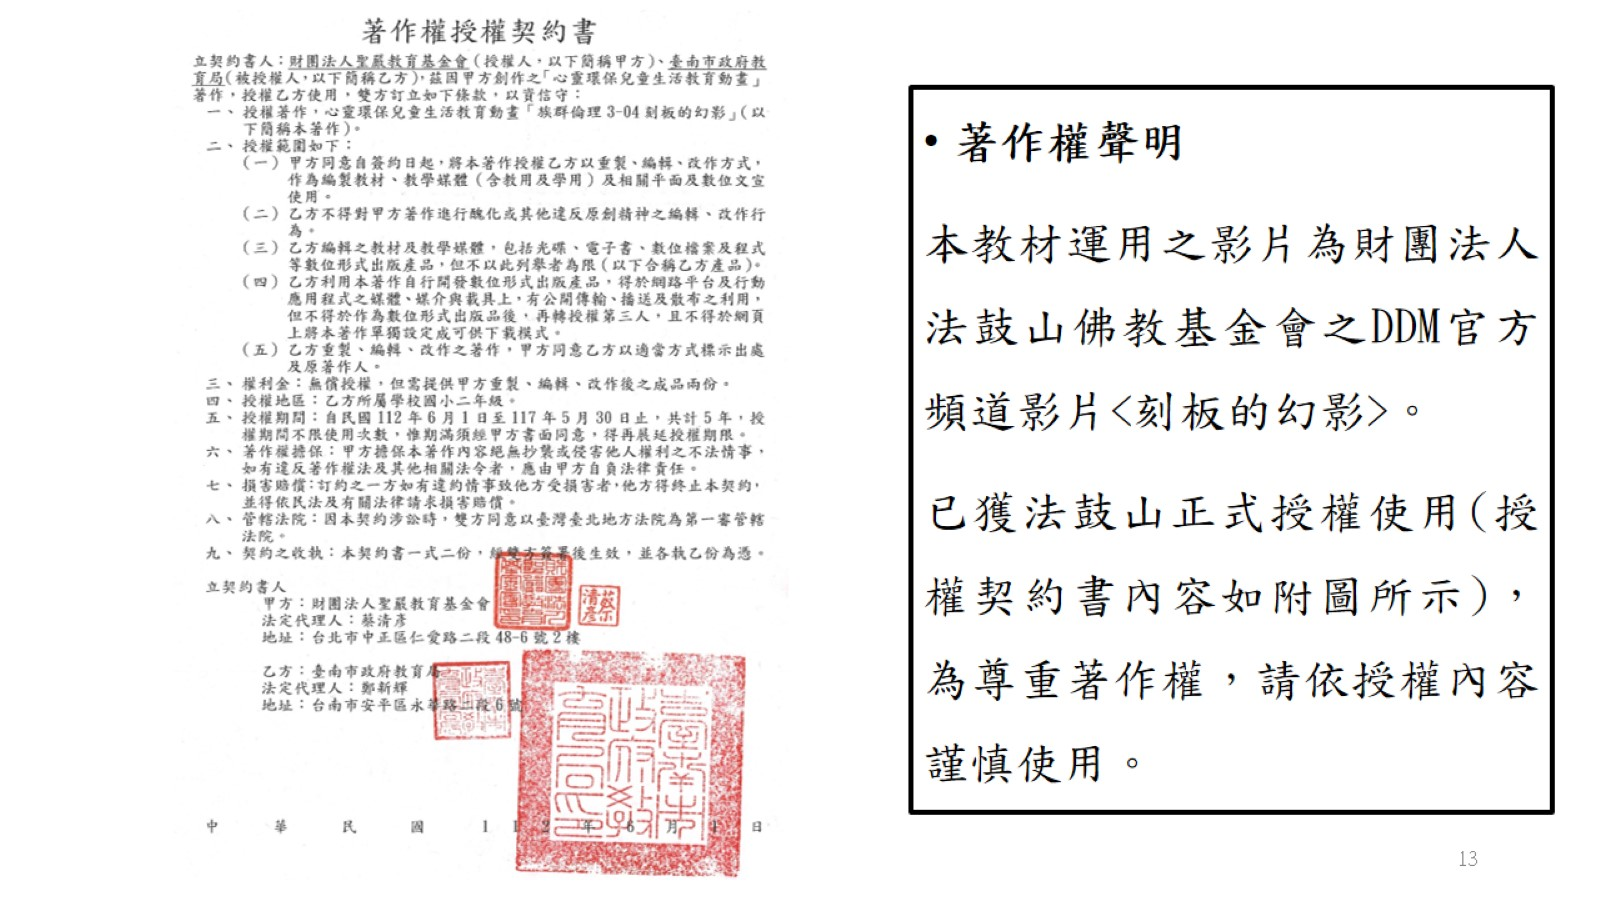 著作權授權契約書
立契約書人：財團法人聖嚴教育基金會（授權人，以下簡稱甲方）、臺南市政府教
育局(被授權人，以下簡稱乙方)，茲因甲方創作之「心靈環保兒童生活教育動畫」
著作，授權乙方使用，雙方訂立如下條款，以資信守：
一、授權著作，心靈環保兒童生活教育動畫「族群倫理 3-04 刻板的幻影」(以
下簡稱本著作)。
二、授權範圍如下：
（一）甲方同意自簽約日起，將本著作授權乙方以重製、編輯、改作方式，
作為編製教材、教學媒體（含教用及學用）及相關平面及數位文宣
使用。
（二）乙方不得對甲方著作進行醜化或其他違反原創精神之編輯、改作行
為。
（三）乙方編輯之教材及教學媒體，包括光碟、電子書、數位檔案及程式
等數位形式出版產品，但不以此列舉者為限（以下合稱乙方產品）。
（四）乙方利用本著作自行開發數位形式出版產品，得於網路平台及行動
應用程式之媒體、媒介與載具上，有公開傳輸、播送及散布之利用，
但不得於作為數位形式出版品後，再轉授權第三人，且不得於網頁
上將本著作單獨設定成可供下載模式。
（五）乙方重製、編輯、改作之著作，甲方同意乙方以適當方式標示出處
及原著作人。
三、權利金：無償授權，但需提供甲方重製、編輯、改作後之成品兩份。
四、授權地區：乙方所屬學校國小二年級。
五、授權期間：自民國 112 年 6 月 1 日至 117 年 5 月 30 日止，共計 5 年，授
權期間不限使用次數，惟期滿須經甲方書面同意，得再展延授權期限。
六、著作權擔保：甲方擔保本著作內容絕無抄襲或侵害他人權利之不法情事，
如有違反著作權法及其他相關法令者，應由甲方自負法律責任。
七、損害賠償：訂約之一方如有違約情事致他方受損害者，他方得終止本契約，
並得依民法及有關法律請求損害賠償。
八、管轄法院：因本契約涉訟時，雙方同意以臺灣臺北地方法院為第一審管轄
法院。
九、契約之收執：本契約書一式二份，經雙方簽署後生效，並各執乙份為憑。
立契約書人
甲方：財團法人聖嚴教育基金會
法定代理人：蔡清彥
地址：台北市中正區仁愛路二段 48-6 號 2 樓
蔡清彥
乙方：臺南市政府教育局
法定代理人：鄭新輝
地址：台南市安平區永華路二段 6 號
臺南市政府教育局印
中 華 民 國 1 1 2 年 6 月 1 日
• 著作權聲明
本教材運用之影片為財團法人
法鼓山佛教基金會之DDM官方
頻道影片<刻板的幻影>。
已獲法鼓山正式授權使用(授
權契約書內容如附圖所示)，
為尊重著作權，請依授權內容
謹慎使用。
13